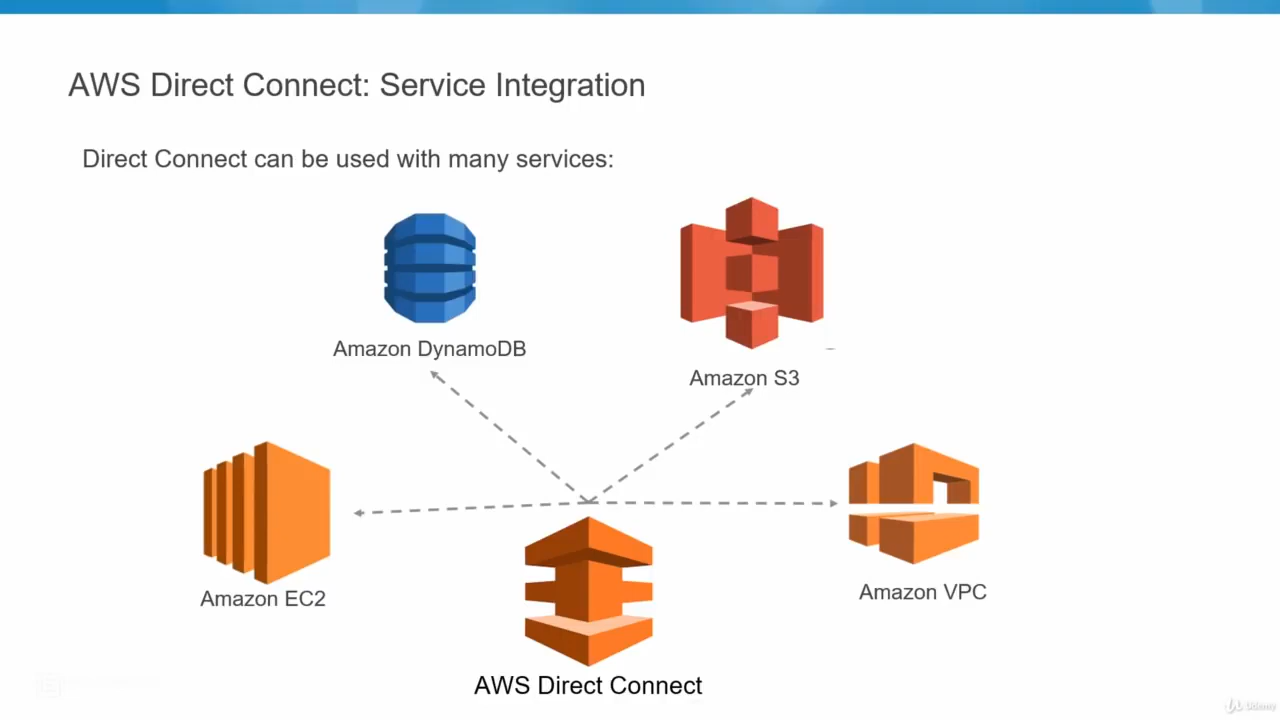 AWS Direct Connect: Service Integration
Direct Connect can be used with many services:
Amazon DynamoDB
Amazon S3
Amazon EC2
Amazon VPC
AWS Direct Connect
Udemy